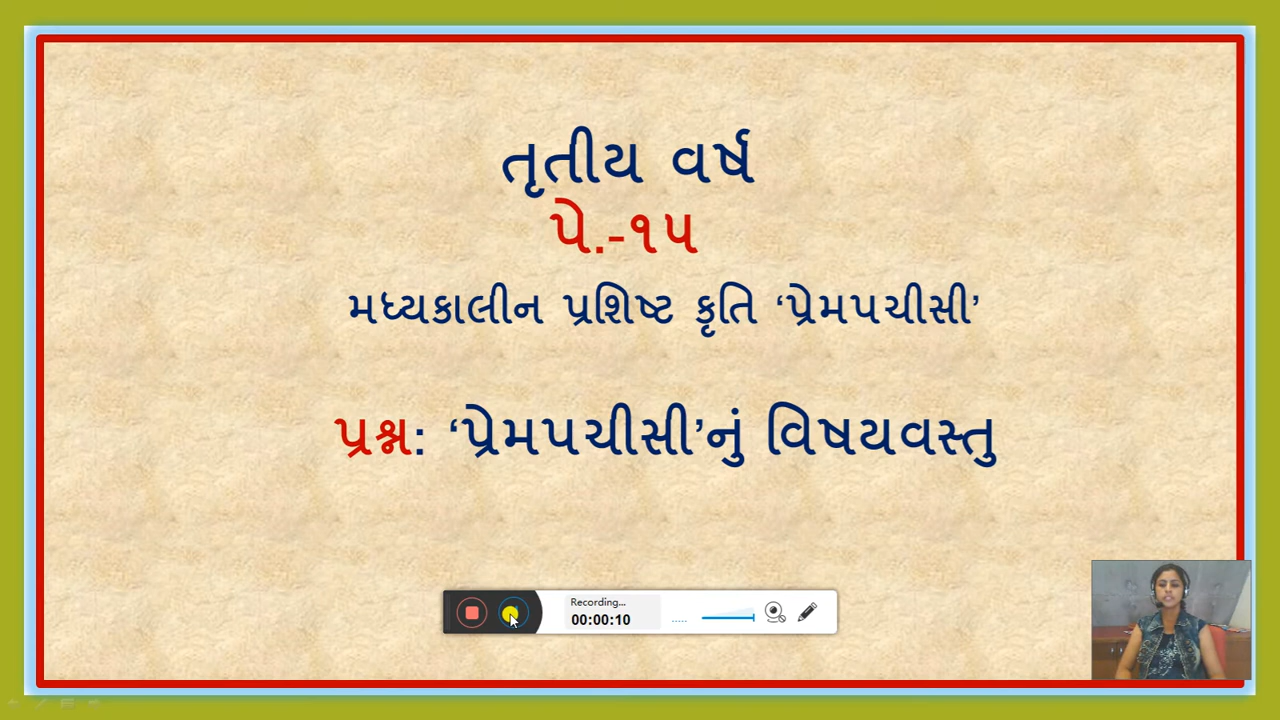 તૃતીય વર્ષ
પે.-૧૫
મધ્યકાલીન પ્રશિષ્ટ કૃતિ ‘પ્રેમપચીસી’
પ્રશ્ન: ‘પ્રેમપચીસી’નું વિષયવસ્તુ
Recording...
00:00:10